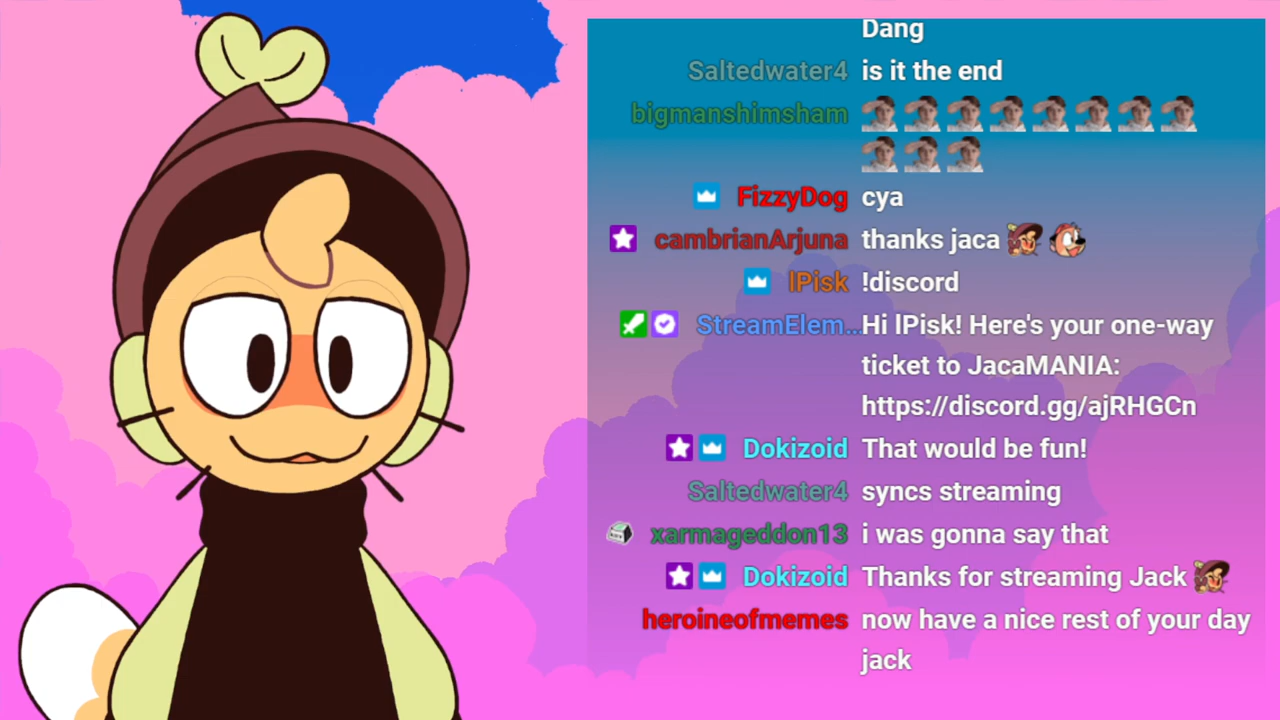 Dang
Saltedwater4 is it the end
bigmanshimsham
FizzyDog cya
cambrianArjuna thanks jaca
lPisk !discord
StreamElem... Hi lPisk! Here's your one-way
ticket to JacaMANIA:
https://discord.gg/ajRHGCn
Dokizoid That would be fun!
Saltedwater4 syncs streaming
xarmageddon13 i was gonna say that
Dokizoid Thanks for streaming Jack
heroineofmemes now have a nice rest of your day
jack